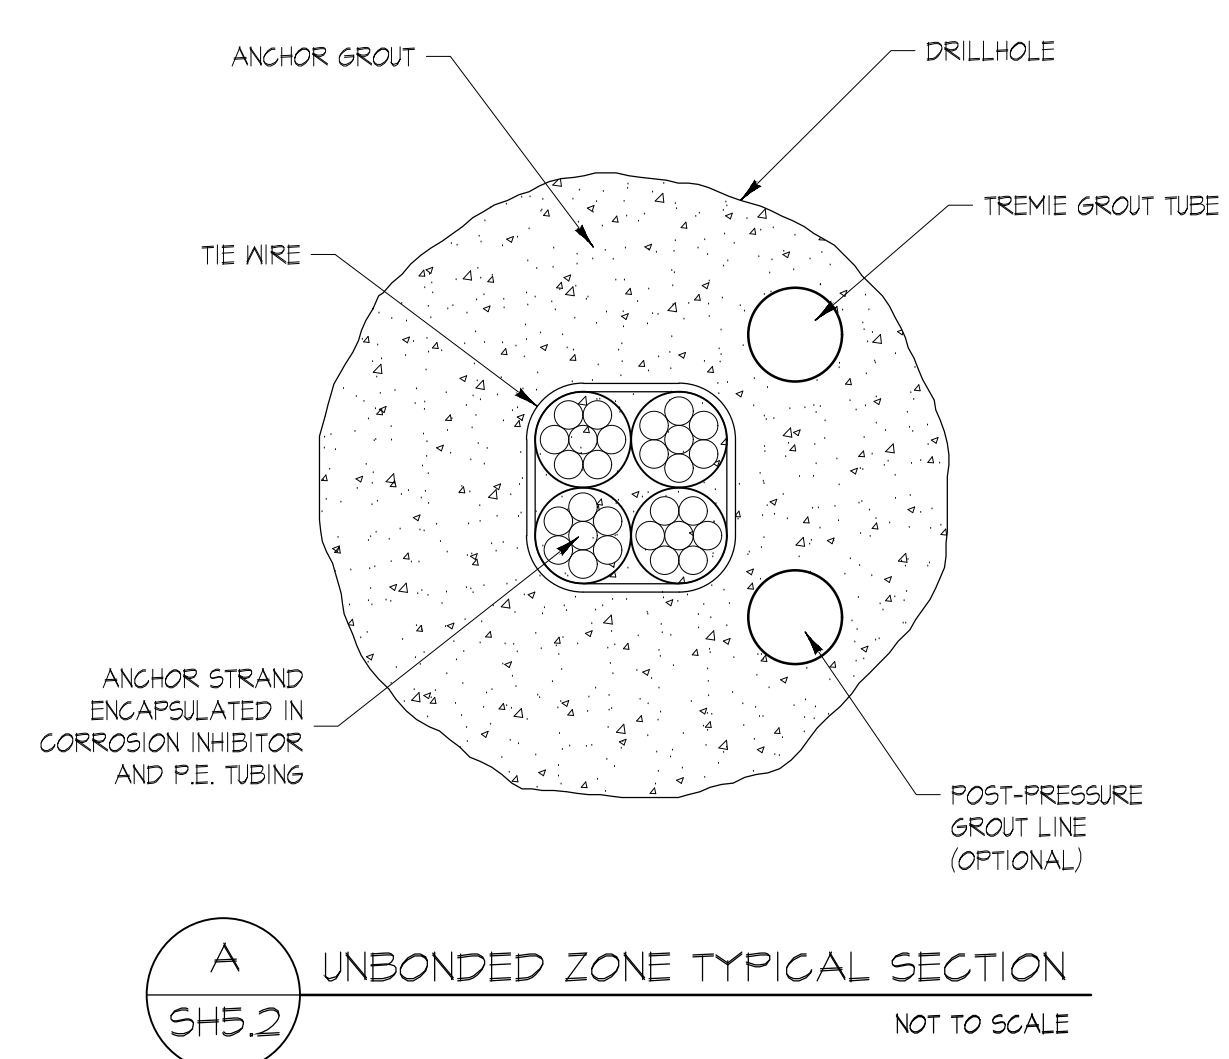 ANCHOR GROUT
DRILLHOLE
TREMIE GROUT TUBE
TIE WIRE
ANCHOR STRAND
ENCAPSULATED IN
CORROSION INHIBITOR
AND P.E. TUBING
POST-PRESSURE
GROUT LINE
(OPTIONAL)
A
SH5.2
UNBONDED ZONE TYPICAL SECTION
NOT TO SCALE